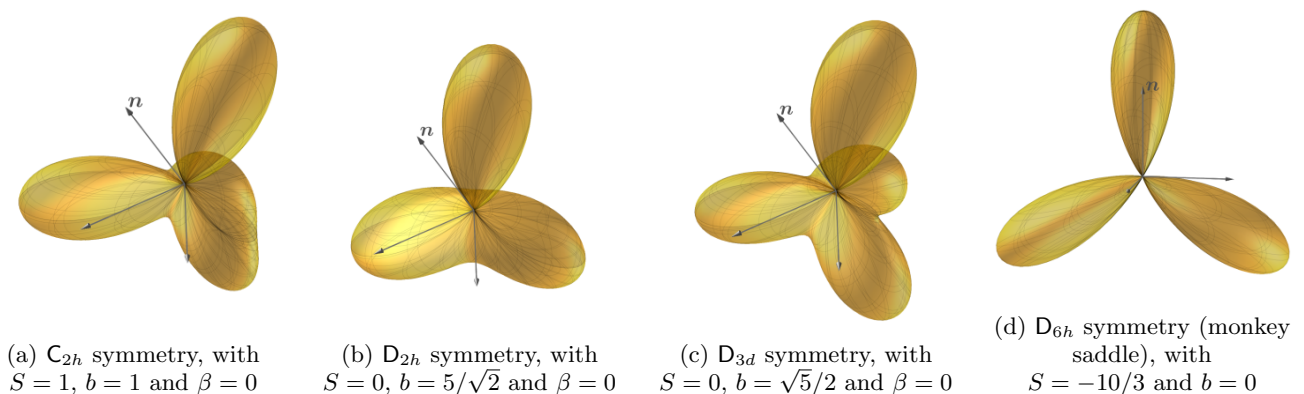 n
n
n
n
(a) C₂ₕ symmetry, with
S = 1, b = 1 and β = 0
(b) D₂ₕ symmetry, with
S = 0, b = 5/√2 and β = 0
(c) D₃d symmetry, with
S = 0, b = √5/2 and β = 0
(d) D₆ₕ symmetry (monkey
saddle), with
S = −10/3 and b = 0